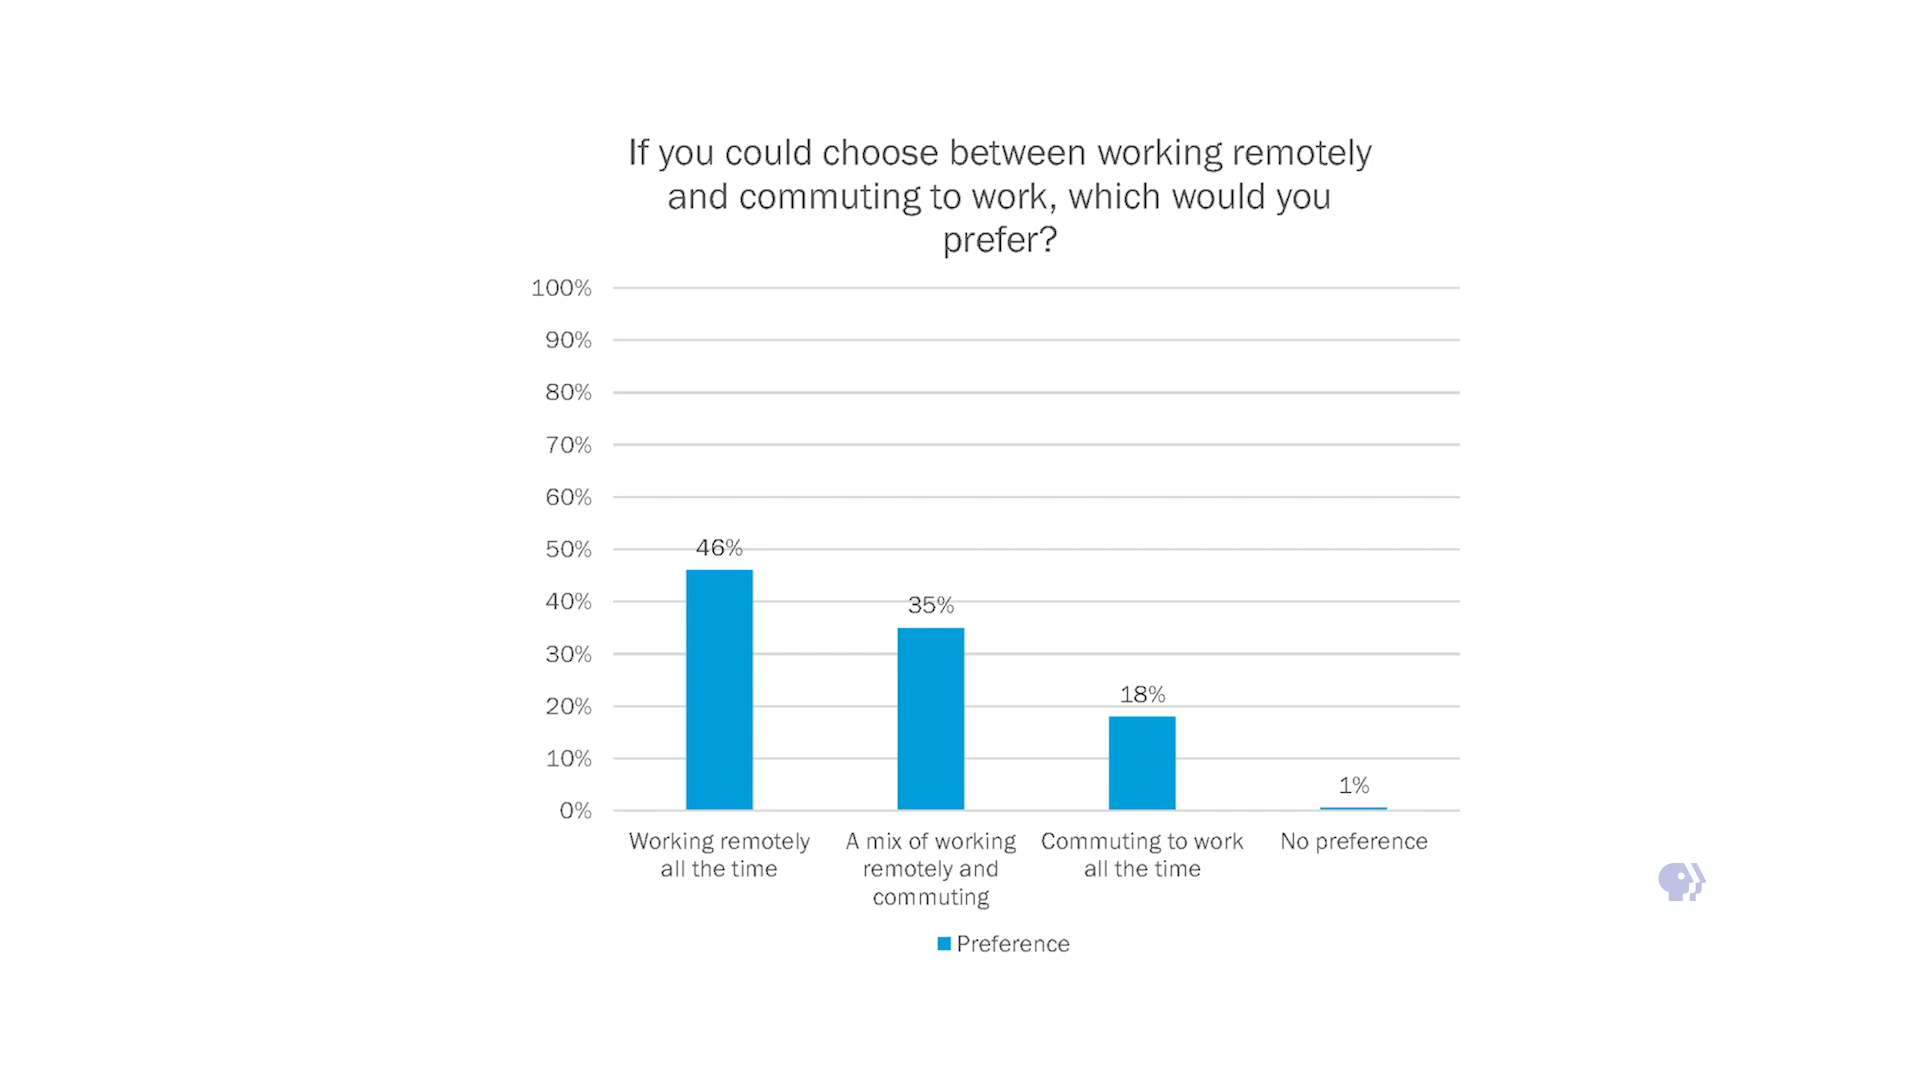 If you could choose between working remotely
and commuting to work, which would you
prefer?
100%
90%
80%
70%
60%
50%
40%
30%
20%
10%
0%
46%
35%
18%
1%
Working remotely
all the time
A mix of working
remotely and
commuting
Commuting to work
all the time
No preference
Preference